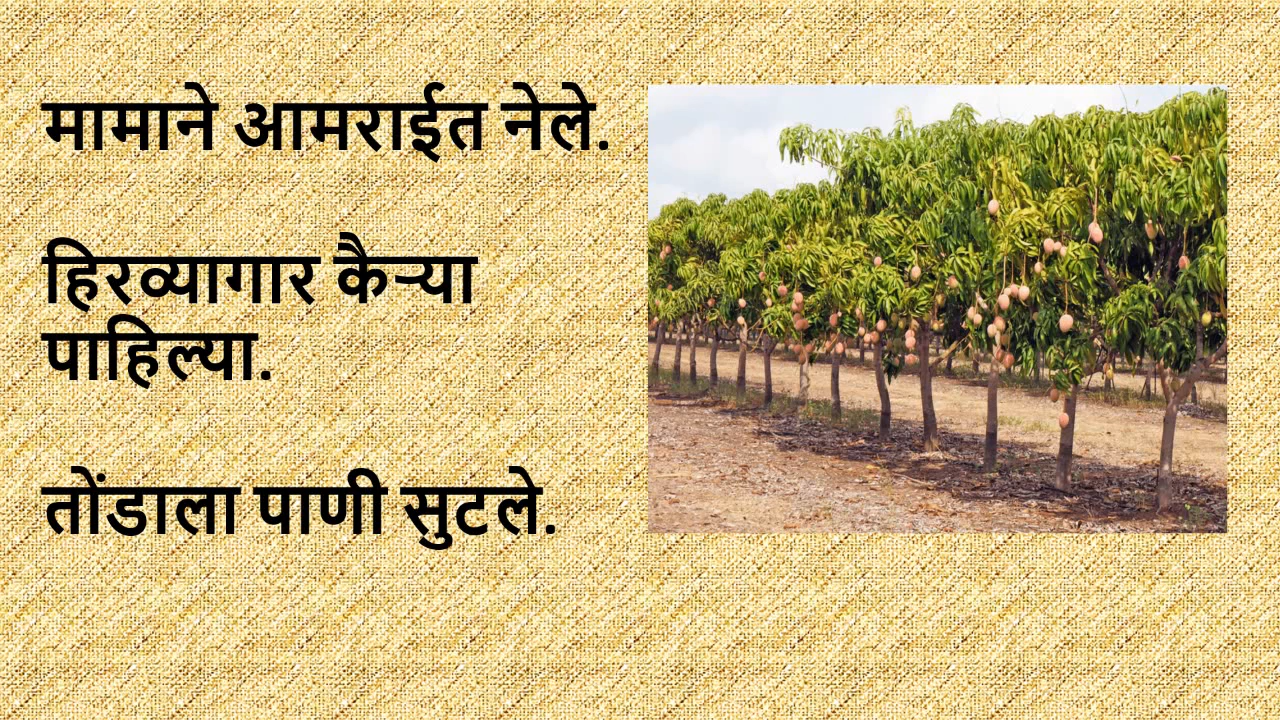 मामाने आमराईत नेले.
हिरव्यागार कैऱ्या
पाहिल्या.
तोंडाला पाणी सुटले.